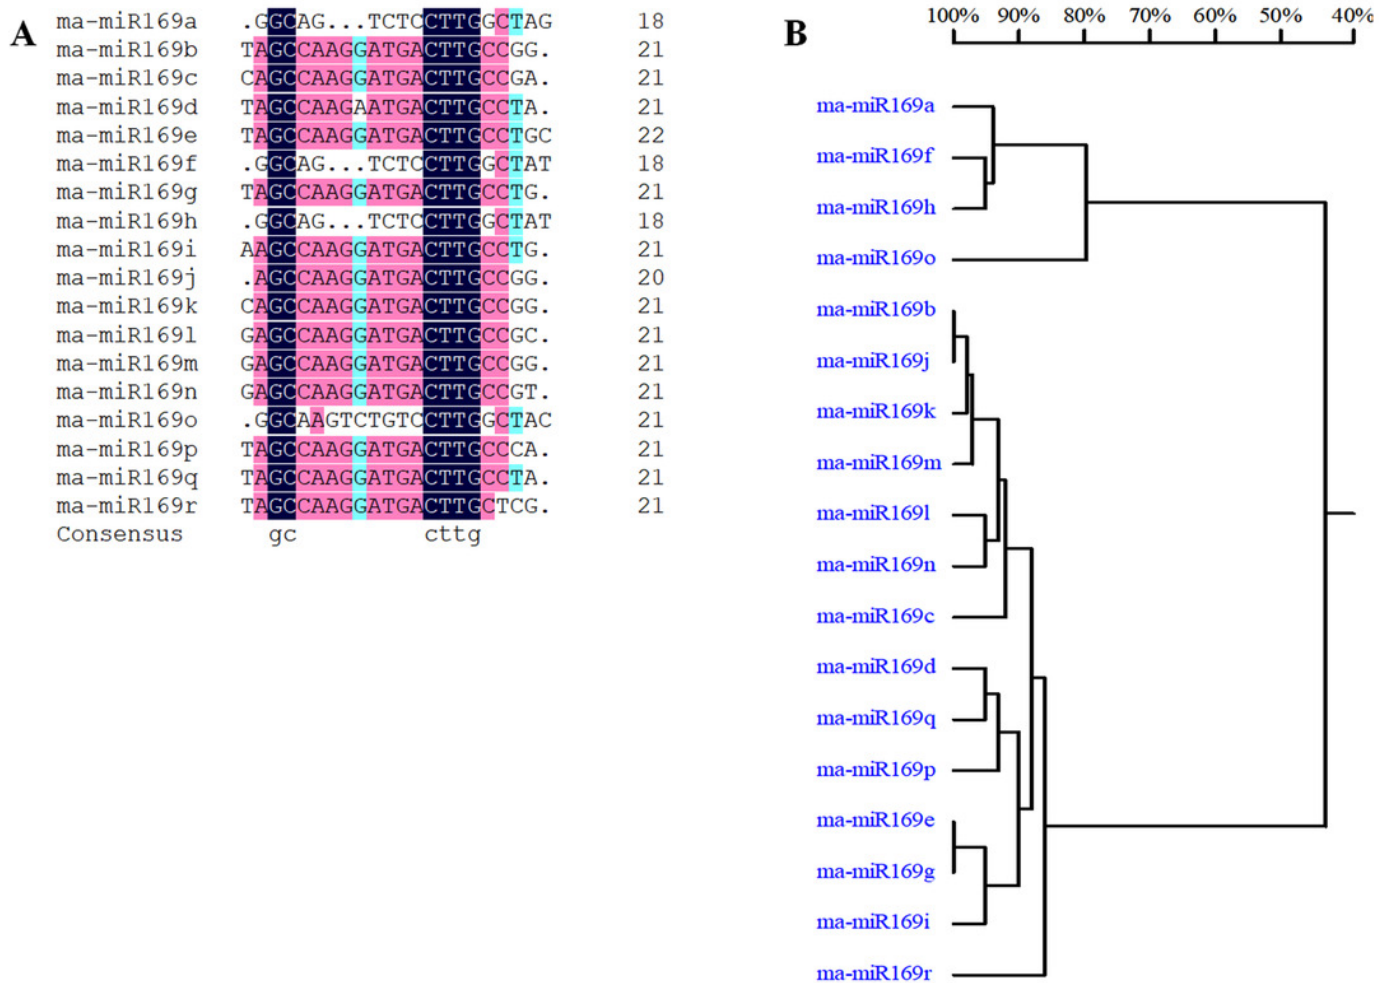 A
ma-miR169a .GGCAG...TCTCCTTGGCTAG 18
ma-miR169b TAGCCAAGGATGACTTGCCGG. 21
ma-miR169c CAGCCAAGGATGACTTGCCGA. 21
ma-miR169d TAGCCAAGAATGACTTGCCTA. 21
ma-miR169e TAGCCAAGGATGACTTGCCTGC 22
ma-miR169f .GGCAG...TCTCCTTGGCTAT 18
ma-miR169g TAGCCAAGGATGACTTGCCTG. 21
ma-miR169h .GGCAG...TCTCCTTGGCTAT 18
ma-miR169i AAGCCAAGGATGACTTGCCTG. 21
ma-miR169j .AGCCAAGGATGACTTGCCGG. 20
ma-miR169k CAGCCAAGGATGACTTGCCGG. 21
ma-miR169l GAGCCAAGGATGACTTGCCGC. 21
ma-miR169m GAGCCAAGGATGACTTGCCGG. 21
ma-miR169n GAGCCAAGGATGACTTGCCGT. 21
ma-miR169o .GGCAAGTCTGTCCTTGGCTAC 21
ma-miR169p TAGCCAAGGATGACTTGCCCA. 21
ma-miR169q TAGCCAAGGATGACTTGCCTA. 21
ma-miR169r TAGCCAAGGATGACTTGCTCG. 21
Consensus gc cttg
B
100% 90% 80% 70% 60% 50% 40%
ma-miR169a
ma-miR169f
ma-miR169h
ma-miR169o
ma-miR169b
ma-miR169j
ma-miR169k
ma-miR169m
ma-miR169l
ma-miR169n
ma-miR169c
ma-miR169d
ma-miR169q
ma-miR169p
ma-miR169e
ma-miR169g
ma-miR169i
ma-miR169r